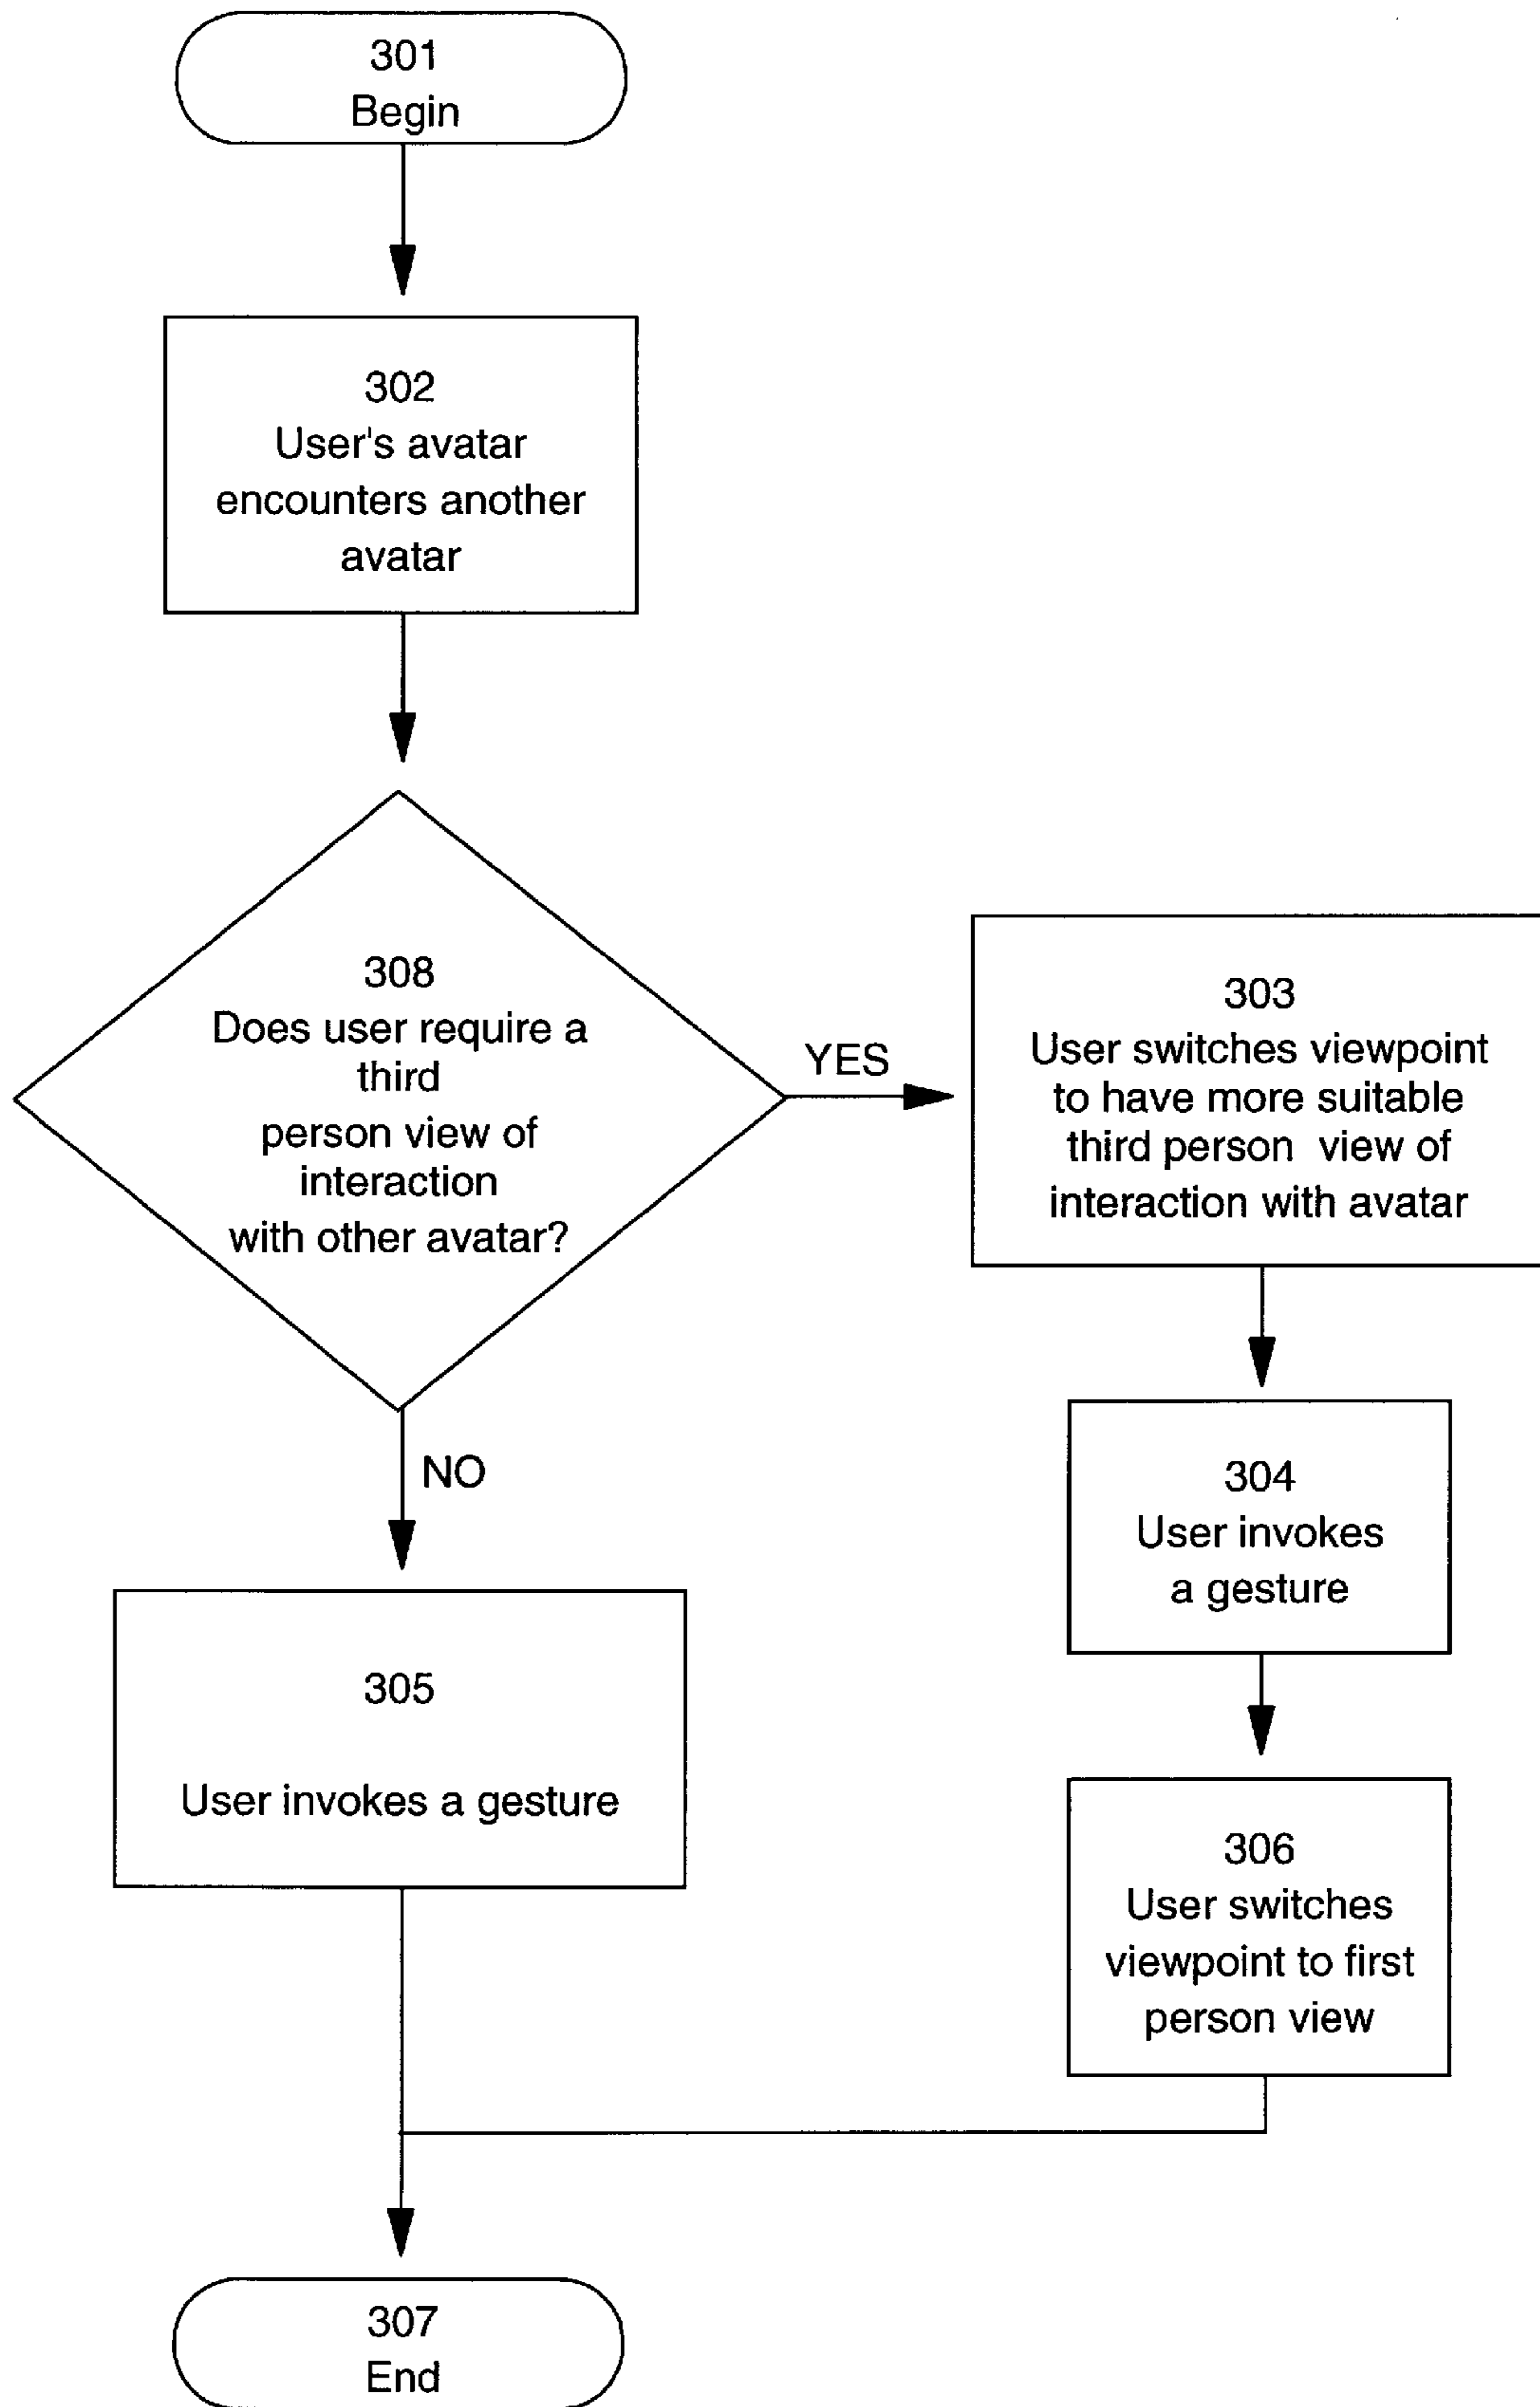 301
Begin
302
User's avatar
encounters another
avatar
308
Does user require a
third
person view of
interaction
with other avatar?
YES
303
User switches viewpoint
to have more suitable
third person view of
interaction with avatar
NO
304
User invokes
a gesture
305
User invokes a gesture
306
User switches
viewpoint to first
person view
307
End